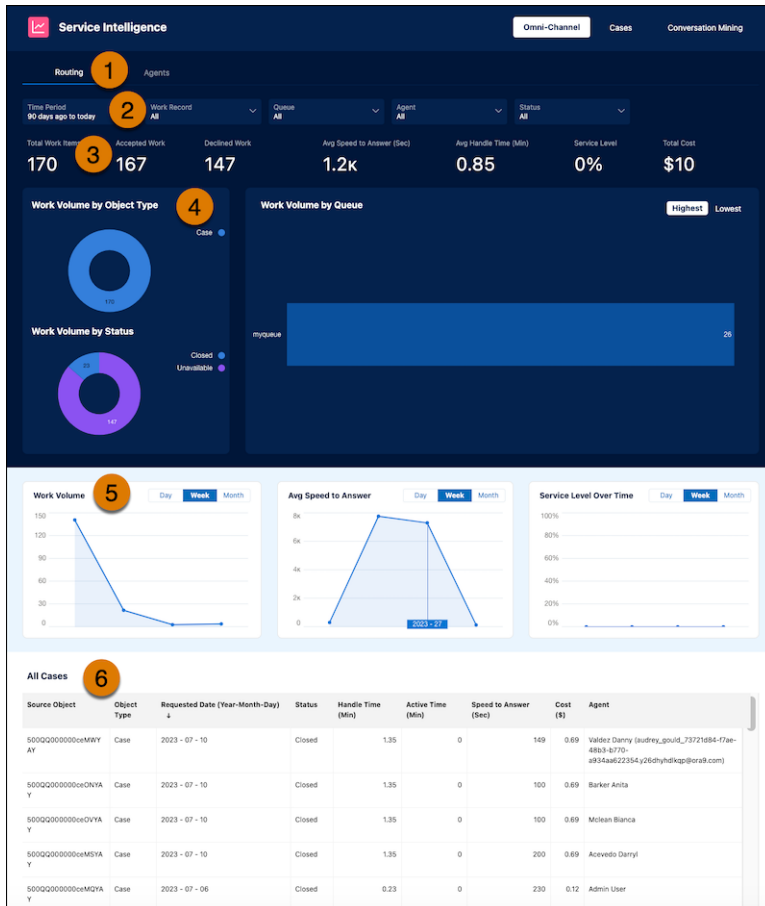 Service Intelligence
Omni-Channel
Cases
Conversation Mining
Routing
1
Agents
Time Period
90 days ago to today
2
Work Record
All
Queue
All
Agent
All
Status
All
Total Work Items
170
3
Accepted Work
167
Declined Work
147
Avg Speed to Answer (Sec)
1.2K
Avg Handle Time (Min)
0.85
Service Level
0%
Total Cost
$10
Work Volume by Object Type
4
Case
170
Work Volume by Status
Closed
Unavailable
23
147
Work Volume by Queue
Highest
Lowest
myqueue
26
Work Volume
5
Day
Week
Month
150
120
90
60
30
0
Avg Speed to Answer
Day
Week
Month
8K
6K
4K
2K
0
2023 - 27
Service Level Over Time
Day
Week
Month
100%
80%
60%
40%
20%
0%
All Cases
6
Source Object
Object
Type
Requested Date (Year-Month-Day)
↓
Status
Handle Time
(Min)
Active Time
(Min)
Speed to Answer
(Sec)
Cost
($)
Agent
500QQ000000ceMWY
AY
Case
2023 - 07 - 10
Closed
1.35
0
149
0.69
Valdez Danny (audrey_gould_73721d84-f7ae-
48b3-b770-
a934aa622354.y26dhyhdlkqp@ora9.com)
500QQ000000ceONYA
Y
Case
2023 - 07 - 10
Closed
1.35
0
100
0.69
Barker Anita
500QQ000000ceOVYA
Y
Case
2023 - 07 - 10
Closed
1.35
0
100
0.69
Mclean Bianca
500QQ000000ceMSYA
Y
Case
2023 - 07 - 10
Closed
1.35
0
200
0.69
Acevedo Darryl
500QQ000000ceMQYA
Y
Case
2023 - 07 - 06
Closed
0.23
0
230
0.12
Admin User